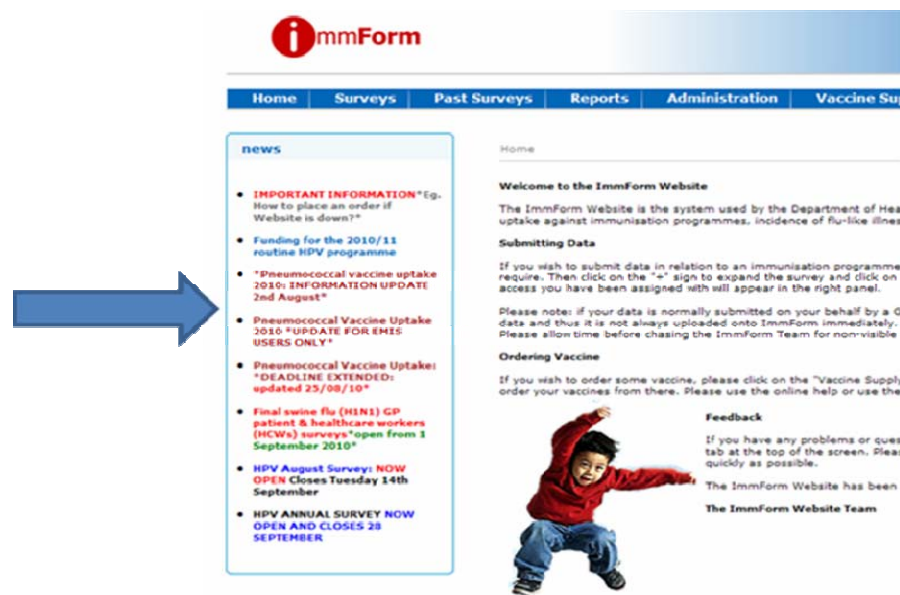 immForm
Home Surveys Past Surveys Reports Administration Vaccine Sup
news
• IMPORTANT INFORMATION*Eg.
How to place an order if
Website is down?*
• Funding for the 2010/11
routine HPV programme
• *Pneumococcal vaccine uptake
2010: INFORMATION UPDATE
2nd August*
• Pneumococcal Vaccine Uptake
2010 *UPDATE FOR EMIS
USERS ONLY*
• Pneumococcal Vaccine Uptake:
*DEADLINE EXTENDED:
updated 25/08/10*
• Final swine flu (H1N1) GP
patient & healthcare workers
(HCWs) surveys*open from 1
September 2010*
• HPV August Survey: NOW
OPEN Closes Tuesday 14th
September
• HPV ANNUAL SURVEY NOW
OPEN AND CLOSES 28
SEPTEMBER
Home
Welcome to the ImmForm Website
The ImmForm Website is the system used by the Department of Hea
uptake against immunisation programmes, incidence of flu-like illnes
Submitting Data
If you wish to submit data in relation to an immunisation programme
require. Then click on the "+" sign to expand the survey and click on
access you have been assigned with will appear in the right panel.
Please note: if your data is normally submitted on your behalf by a G
data and thus it is not always uploaded onto ImmForm immediately.
Please allow time before chasing the ImmForm Team for non-visible
Ordering Vaccine
If you wish to order some vaccine, please click on the "Vaccine Supply
order your vaccines from there. Please use the online help or use the
Feedback
If you have any problems or ques
tab at the top of the screen. Pleas
quickly as possible.
The ImmForm Website has been
The ImmForm Website Team